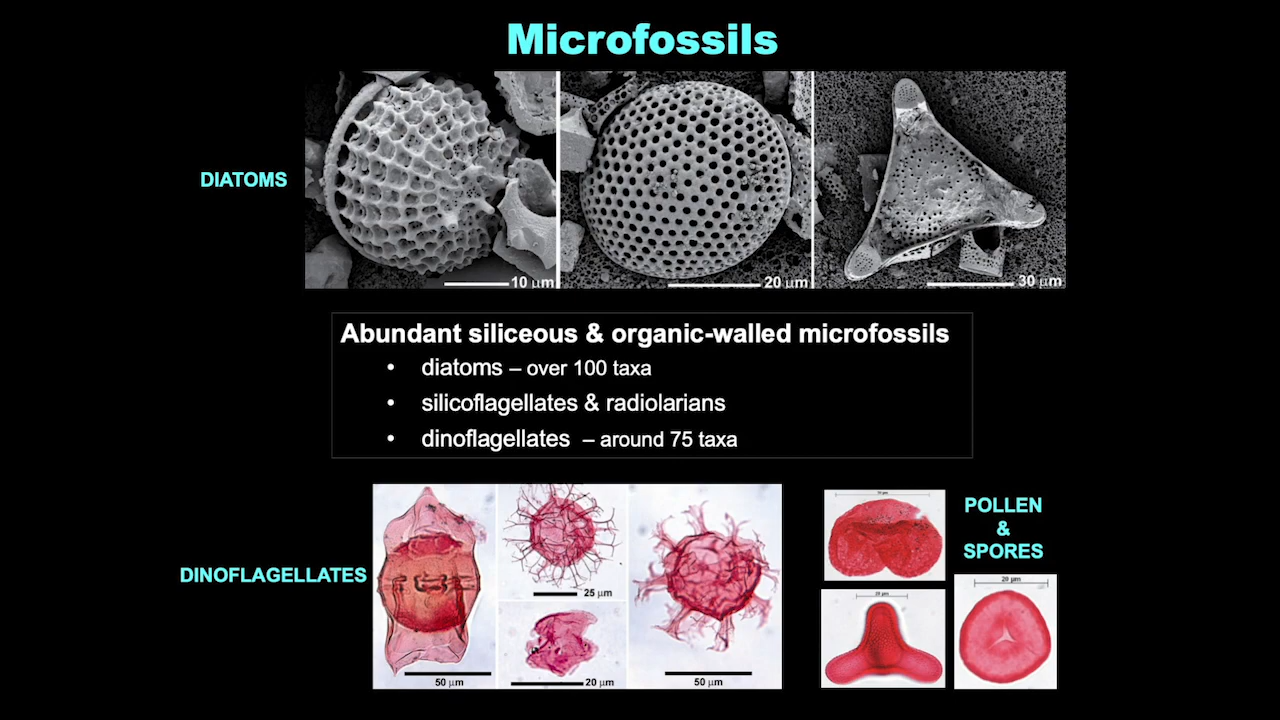 Microfossils
DIATOMS
10 µm
20 µm
30 µm
Abundant siliceous & organic-walled microfossils
• diatoms – over 100 taxa
• silicoflagellates & radiolarians
• dinoflagellates – around 75 taxa
DINOFLAGELLATES
50 µm
25 µm
20 µm
50 µm
POLLEN
&
SPORES
20 µm